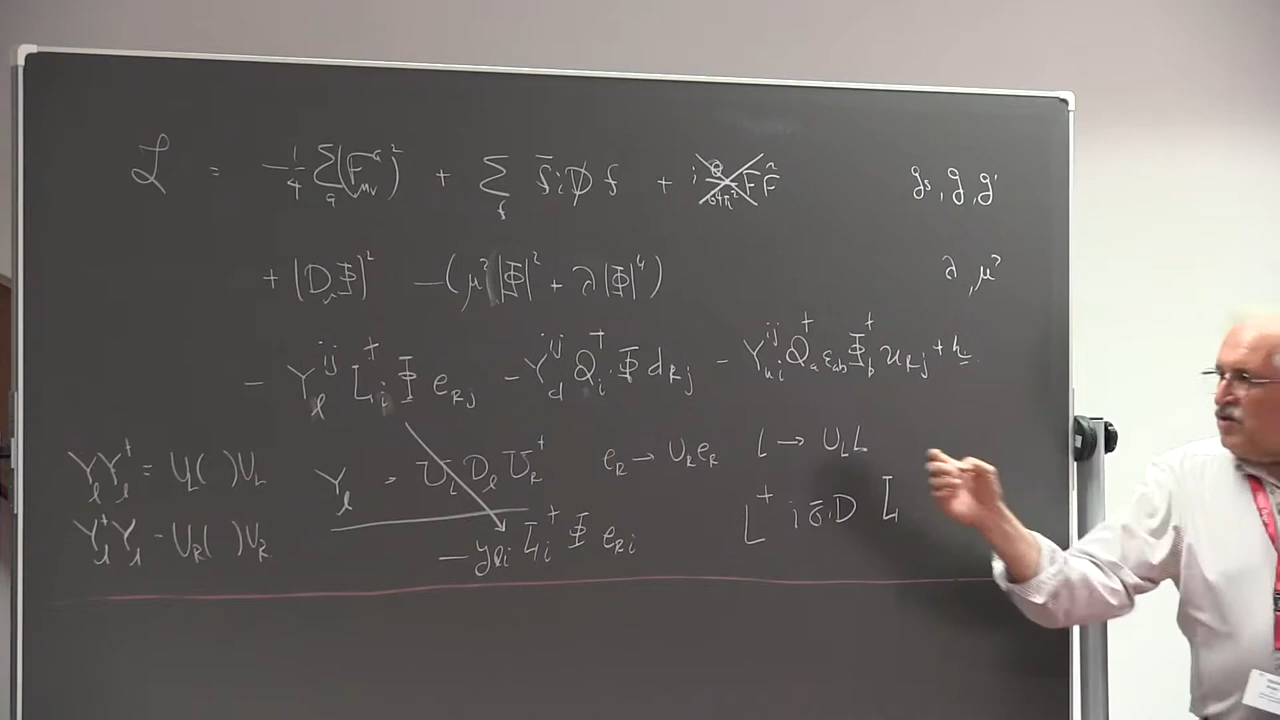 ℒ = -1/4 Σ_a (F^a_μν)² + Σ_f f̄ i D̸ f + i θ/64π² F F̃ g_s, g, g'
+ |D_μ Φ|² - (μ² |Φ|² + λ |Φ|⁴) λ, μ²
- Y_ℓ^ij L_i^† Φ e_Rj - Y_d^ij Q_i^† · Φ d_Rj - Y_u^ij Q_ai^† ε_ab Φ_b^† u_Rj + h.
Y_ℓ Y_ℓ^† = U_L ( ) U_L Y_ℓ = U_L D_ℓ U_R^† e_R → U_R e_R L → U_L L
Y_ℓ^† Y_ℓ - U_R ( ) U_R - y_ℓi L_i^† Φ e_Ri L^† i σ̄·D L